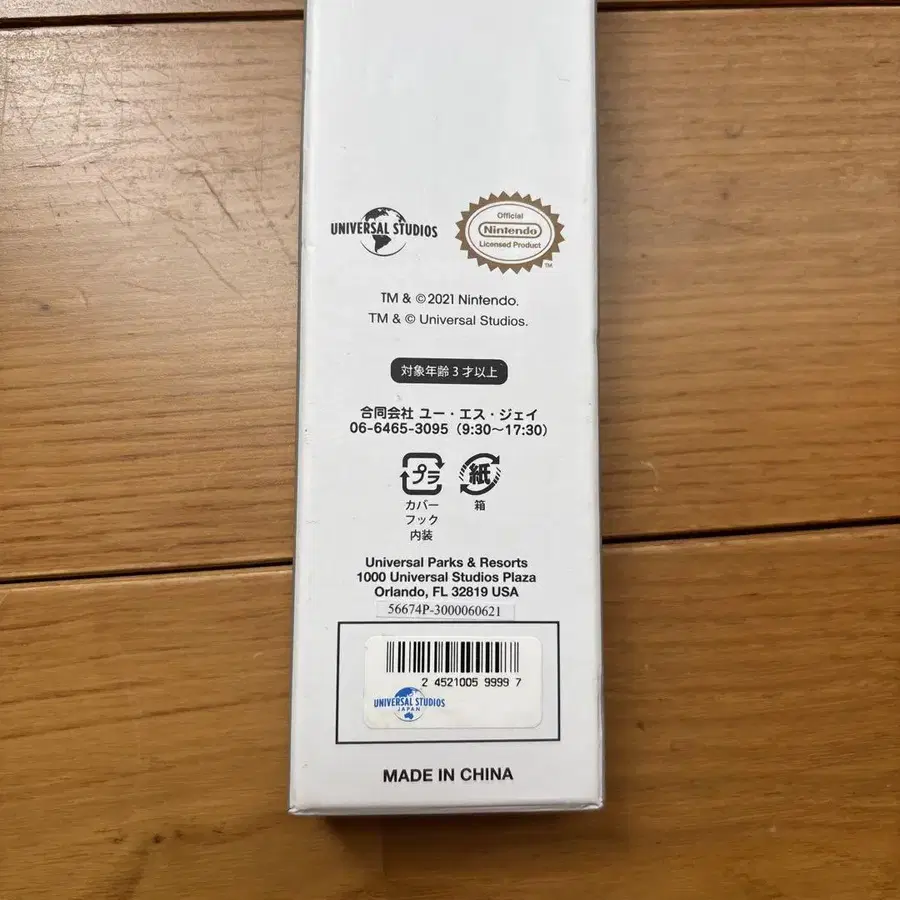 UNIVERSAL STUDIOS
Official
Nintendo
Licensed Product
TM
TM & © 2021 Nintendo.
TM & © Universal Studios.
対象年齢 3 才以上
合同会社 ユー・エス・ジェイ
06-6465-3095（9:30～17:30）
プラ
紙
カバー
フック
内装
箱
Universal Parks & Resorts
1000 Universal Studios Plaza
Orlando, FL 32819 USA
56674P-3000060621
2 4521005 9999 7
UNIVERSAL STUDIOS
JAPAN
MADE IN CHINA